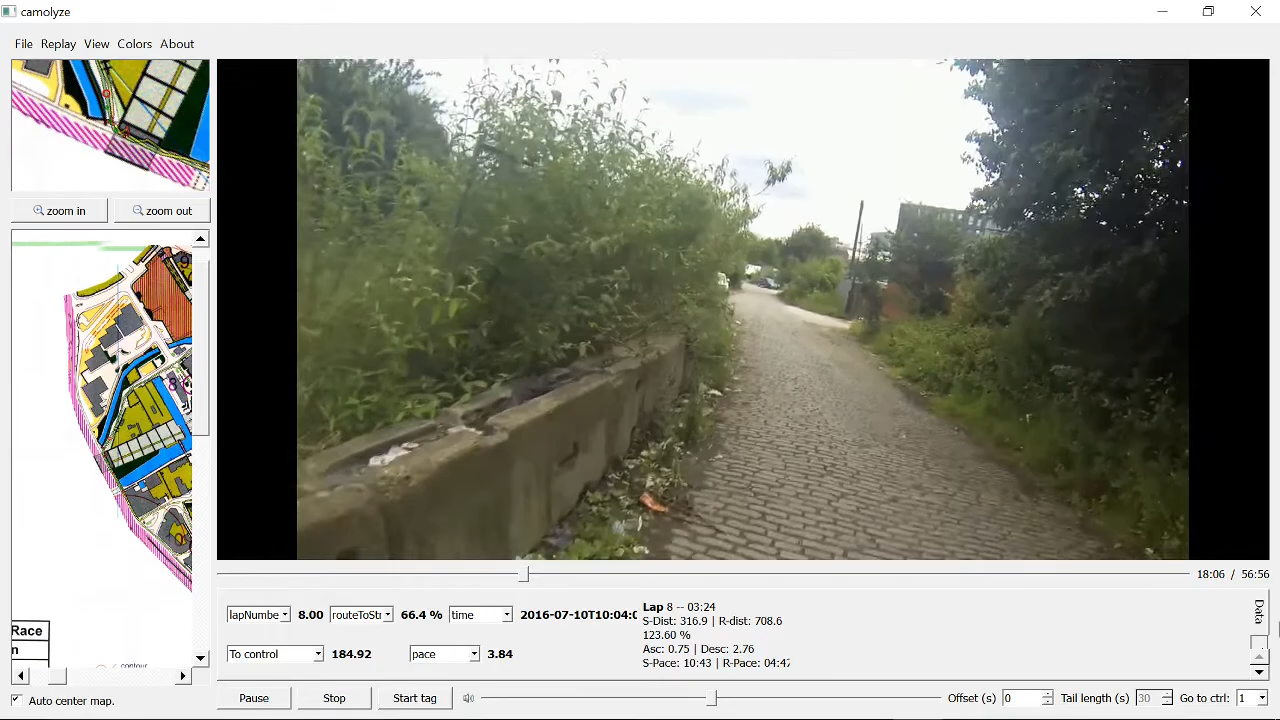 camolyze
File Replay View Colors About
zoom in zoom out
Race
n
contour
Auto center map.
18:06 / 56:56
lapNumbe 8.00 routeToStr 66.4 % time 2016-07-10T10:04:0
To control 184.92 pace 3.84
Lap 8 -- 03:24
S-Dist: 316.9 | R-dist: 708.6
123.60 %
Asc: 0.75 | Desc: 2.76
S-Pace: 10:43 | R-Pace: 04:47
Data
Pause Stop Start tag Offset (s) 0 Tail length (s) 30 Go to ctrl: 1